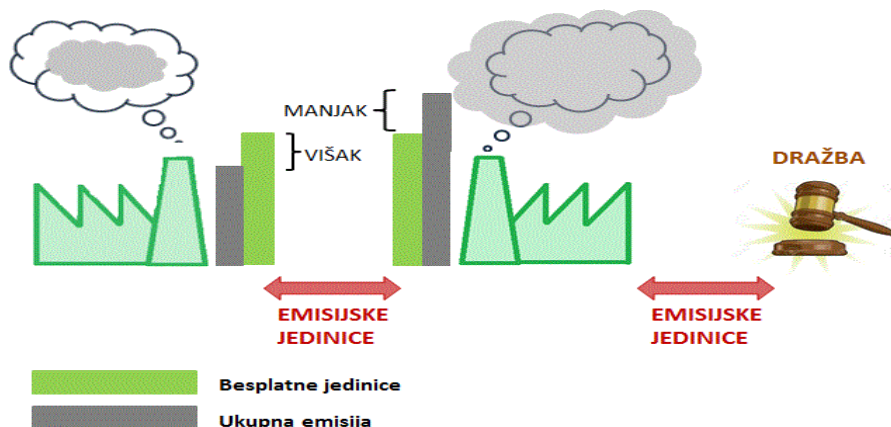 MANJAK
VIŠAK
DRAŽBA
EMISIJSKE
JEDINICE
EMISIJSKE
JEDINICE
Besplatne jedinice
Ukupna emisija